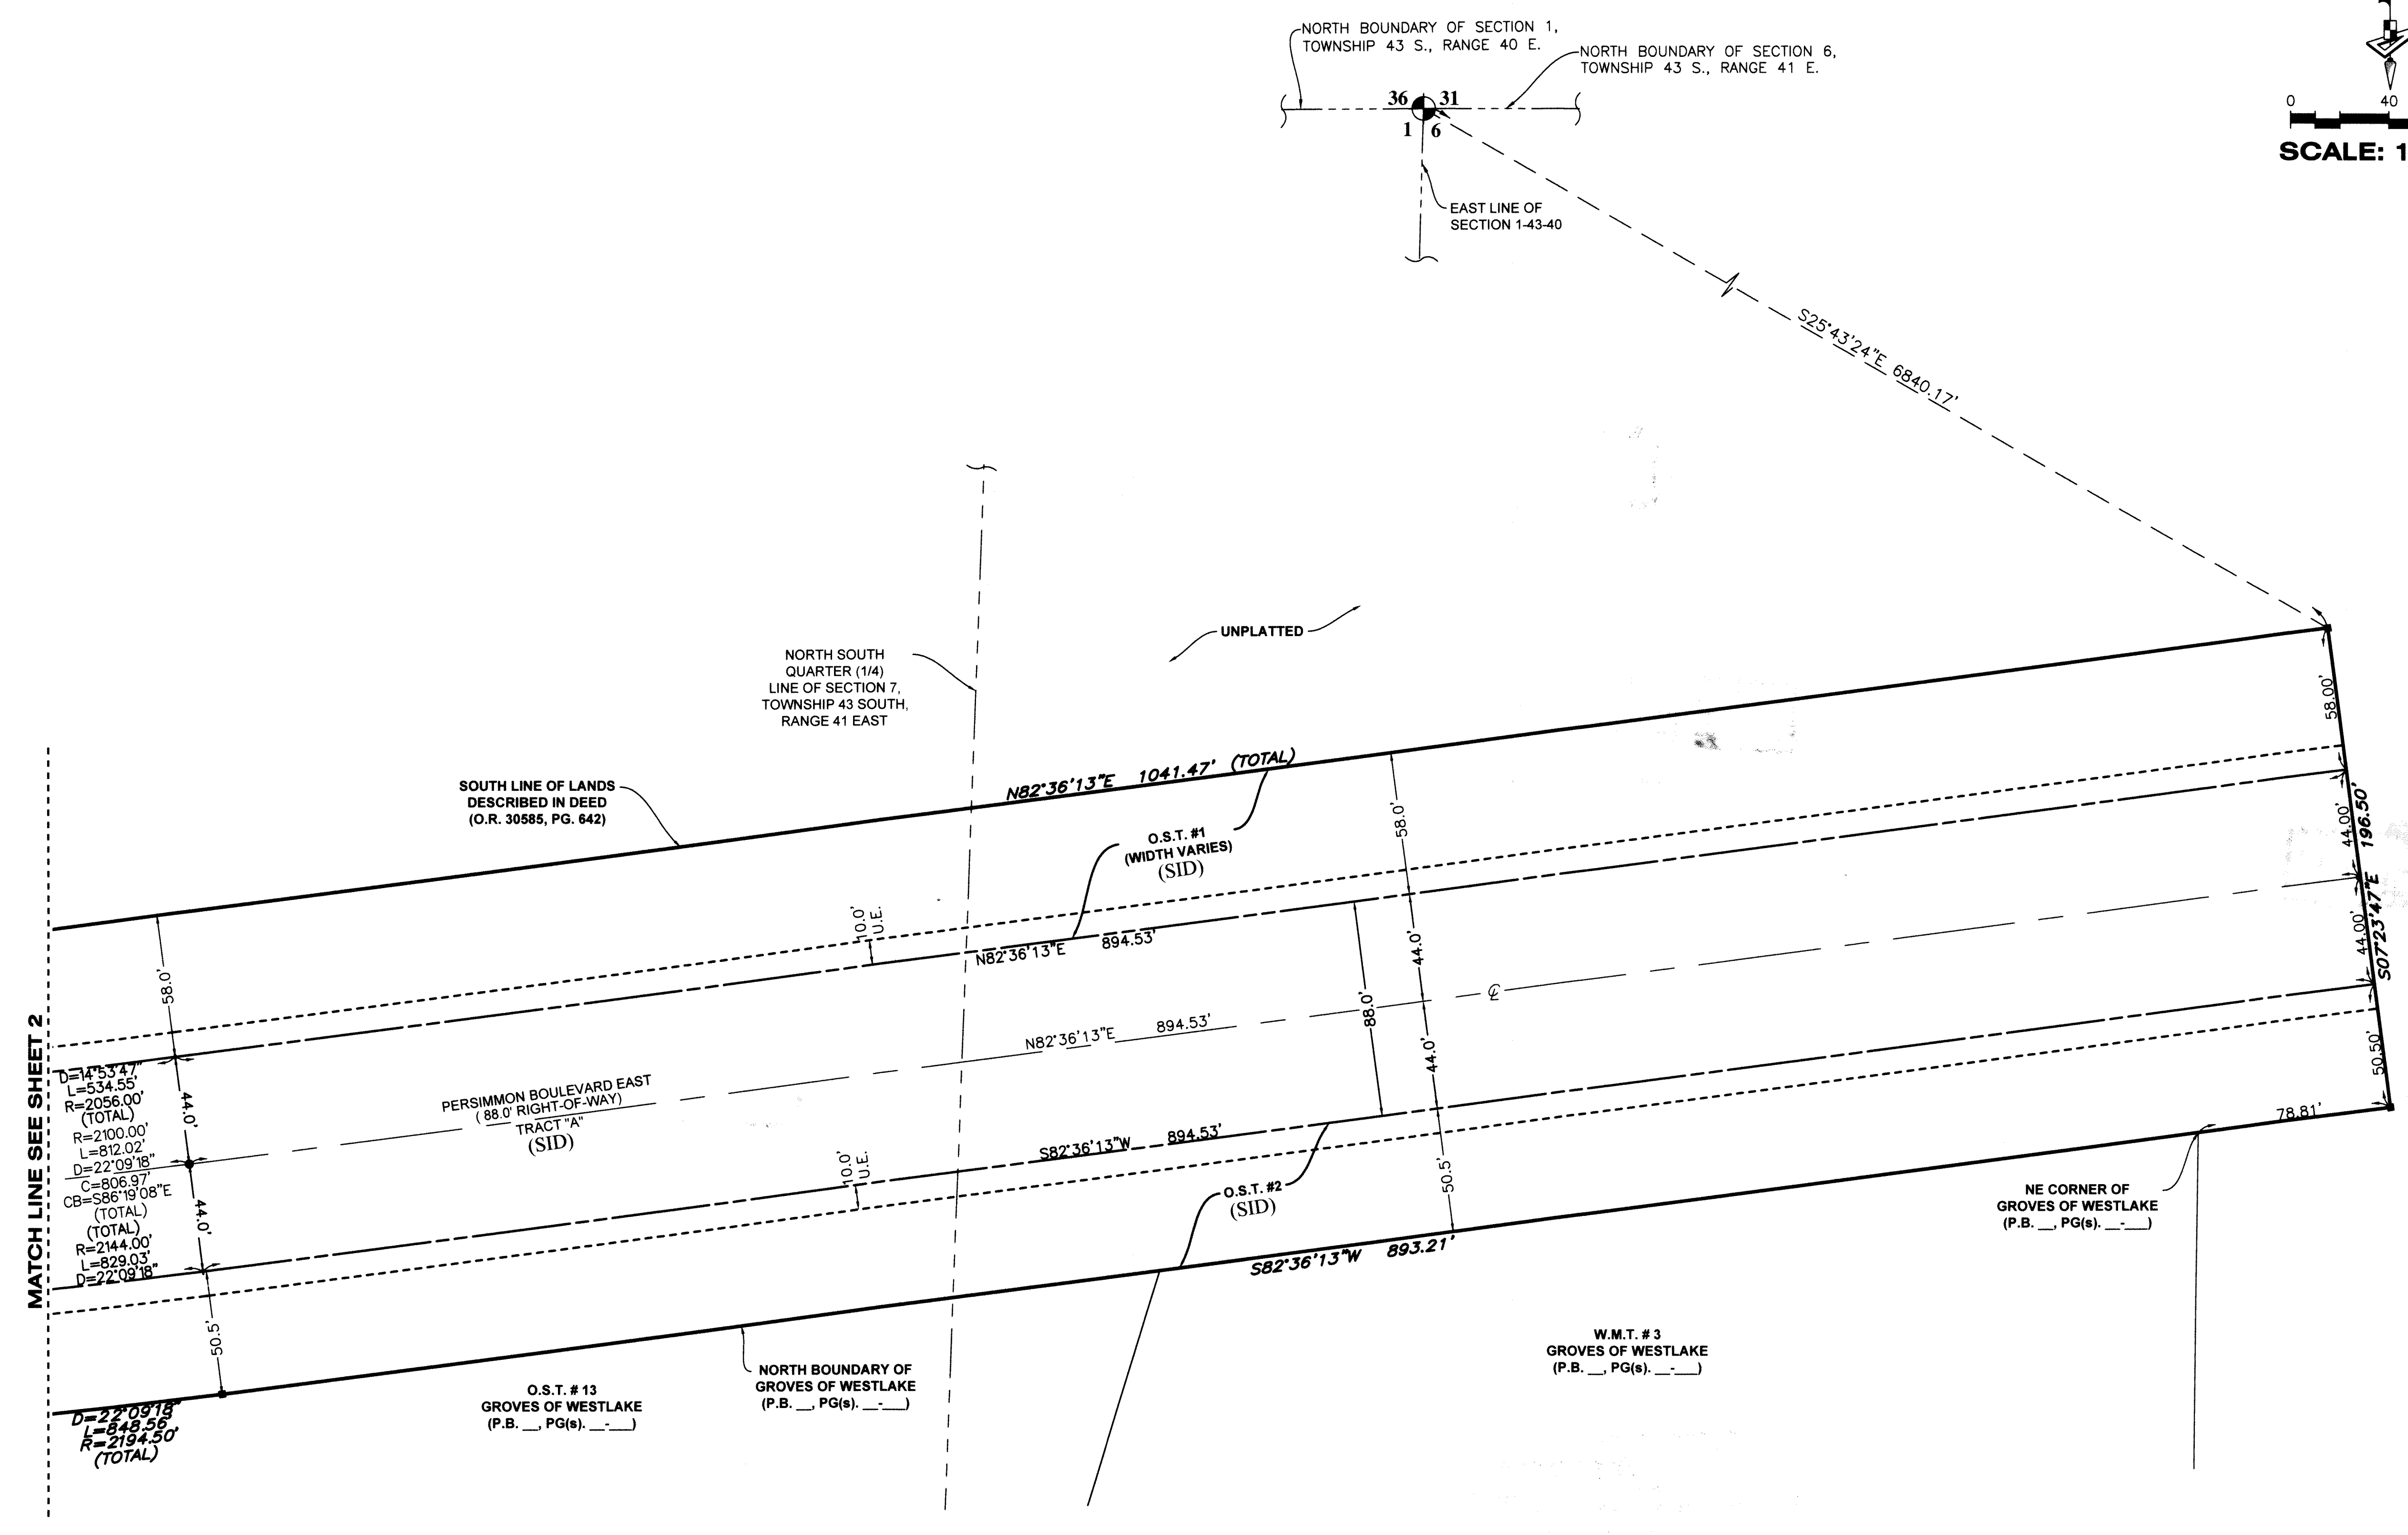 NORTH BOUNDARY OF SECTION 1,
TOWNSHIP 43 S., RANGE 40 E.
NORTH BOUNDARY OF SECTION 6,
TOWNSHIP 43 S., RANGE 41 E.
36 31
1 6
EAST LINE OF
SECTION 1-43-40
0 40
SCALE: 1
S25°43'24"E 6840.17'
UNPLATTED
NORTH SOUTH
QUARTER (1/4)
LINE OF SECTION 7,
TOWNSHIP 43 SOUTH,
RANGE 41 EAST
SOUTH LINE OF LANDS
DESCRIBED IN DEED
(O.R. 30585, PG. 642)
N82°36'13"E 1041.47' (TOTAL)
O.S.T. #1
(WIDTH VARIES)
(SID)
58.0'
58.0'
58.00'
10.0'
U.E.
N82°36'13"E 894.53'
44.0'
88.0'
44.0'
44.00'
196.50'
44.00'
S07°23'47"E
50.50'
N82°36'13"E 894.53'
PERSIMMON BOULEVARD EAST
( 88.0' RIGHT-OF-WAY)
TRACT "A"
(SID)
MATCH LINE SEE SHEET 2
D=14°53'47"
L=534.55'
R=2056.00'
(TOTAL)
R=2100.00'
L=812.02'
D=22°09'18"
C=806.97'
CB=S86°19'08"E
(TOTAL)
(TOTAL)
R=2144.00'
L=829.03'
D=22°09'18"
44.0'
44.0'
50.5'
10.0'
U.E.
S82°36'13"W 894.53'
50.5'
O.S.T. #2
(SID)
S82°36'13"W 893.21'
78.81'
NE CORNER OF
GROVES OF WESTLAKE
(P.B. __, PG(s). __-___)
W.M.T. # 3
GROVES OF WESTLAKE
(P.B. __, PG(s). __-___)
NORTH BOUNDARY OF
GROVES OF WESTLAKE
(P.B. __, PG(s). __-___)
O.S.T. # 13
GROVES OF WESTLAKE
(P.B. __, PG(s). __-___)
D=22°09'18"
L=848.56'
R=2194.50'
(TOTAL)